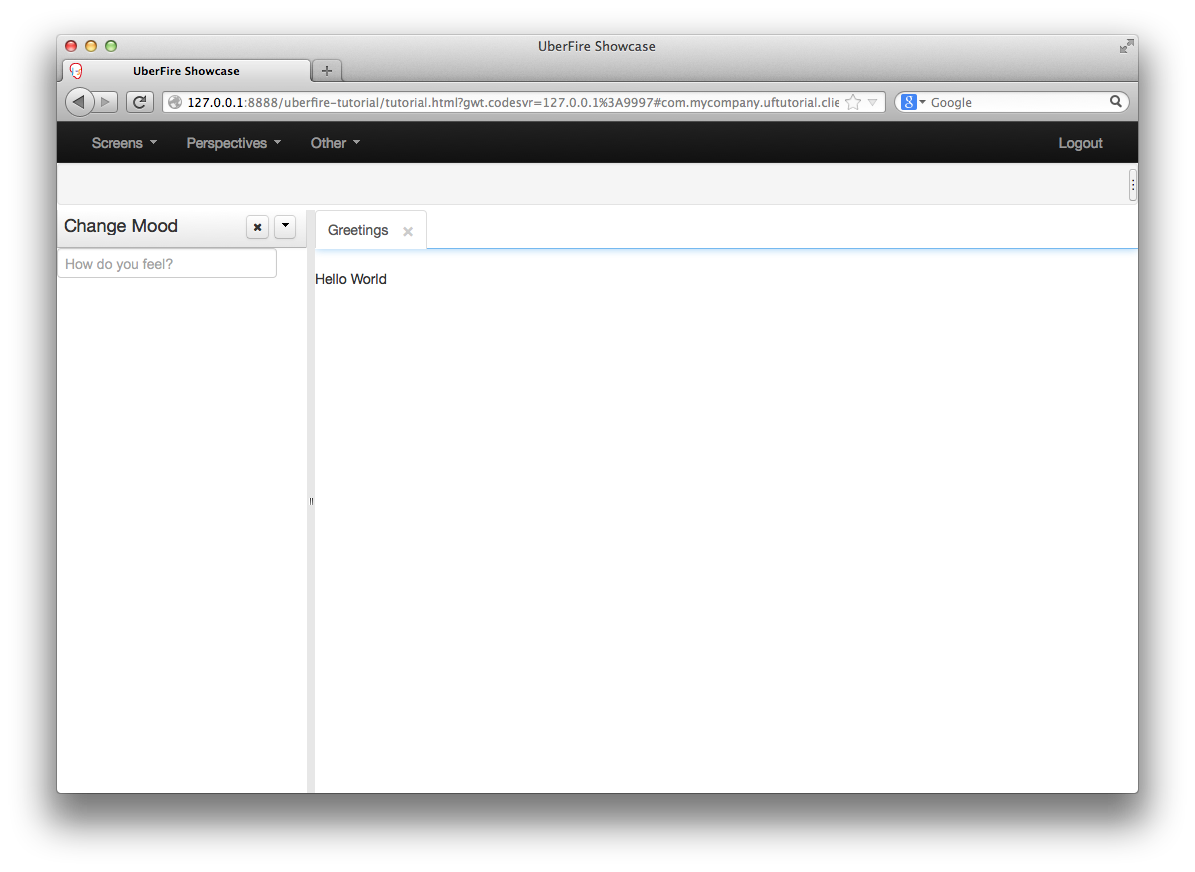 UberFire Showcase
UberFire Showcase
127.0.0.1:8888/uberfire-tutorial/tutorial.html?gwt.codesvr=127.0.0.1%3A9997#com.mycompany.uftutorial.clie
Google
Screens Perspectives Other Logout
Change Mood
Greetings
How do you feel?
Hello World